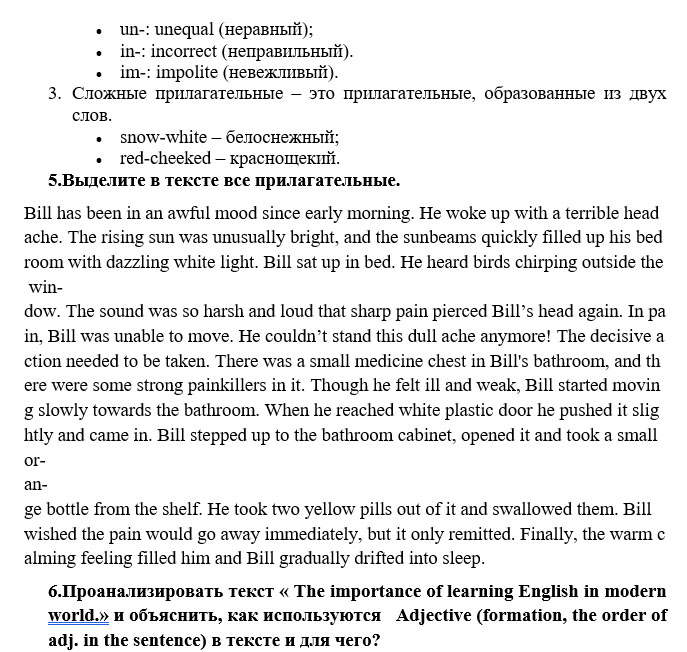 • un-: unequal (неравный);
• in-: incorrect (неправильный).
• im-: impolite (невежливый).
3. Сложные прилагательные – это прилагательные, образованные из двух
слов.
• snow-white – белоснежный;
• red-cheeked – краснощекий.
5.Выделите в тексте все прилагательные.
Bill has been in an awful mood since early morning. He woke up with a terrible head
ache. The rising sun was unusually bright, and the sunbeams quickly filled up his bed
room with dazzling white light. Bill sat up in bed. He heard birds chirping outside the
win-
dow. The sound was so harsh and loud that sharp pain pierced Bill’s head again. In pa
in, Bill was unable to move. He couldn’t stand this dull ache anymore! The decisive a
ction needed to be taken. There was a small medicine chest in Bill's bathroom, and th
ere were some strong painkillers in it. Though he felt ill and weak, Bill started movin
g slowly towards the bathroom. When he reached white plastic door he pushed it slig
htly and came in. Bill stepped up to the bathroom cabinet, opened it and took a small
or-
an-
ge bottle from the shelf. He took two yellow pills out of it and swallowed them. Bill
wished the pain would go away immediately, but it only remitted. Finally, the warm c
alming feeling filled him and Bill gradually drifted into sleep.
6.Проанализировать текст « The importance of learning English in modern
world.» и объяснить, как используются Adjective (formation, the order of
adj. in the sentence) в тексте и для чего?